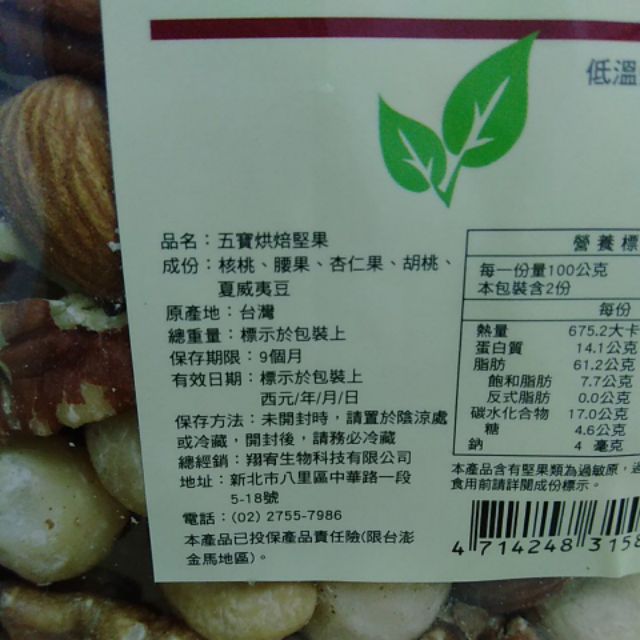 低溫
品名：五寶烘焙堅果
成份：核桃、腰果、杏仁果、胡桃、
夏威夷豆
原產地：台灣
總重量：標示於包裝上
保存期限：9個月
有效日期：標示於包裝上
西元/年/月/日
保存方法：未開封時，請置於陰涼處
或冷藏，開封後，請務必冷藏
總經銷：翔宥生物科技有限公司
地址：新北市八里區中華路一段
5-18號
電話：(02) 2755-7986
本產品已投保產品責任險(限台澎
金馬地區)。
營養標
每一份量100公克
本包裝含2份
每份
熱量 675.2大卡
蛋白質 14.1公克
脂肪 61.2公克
飽和脂肪 7.7公克
反式脂肪 0.0公克
碳水化合物 17.0公克
糖 4.6公克
鈉 4 毫克
本產品含有堅果類為過敏原，過
食用前請詳閱成份標示。
4 714248 3158